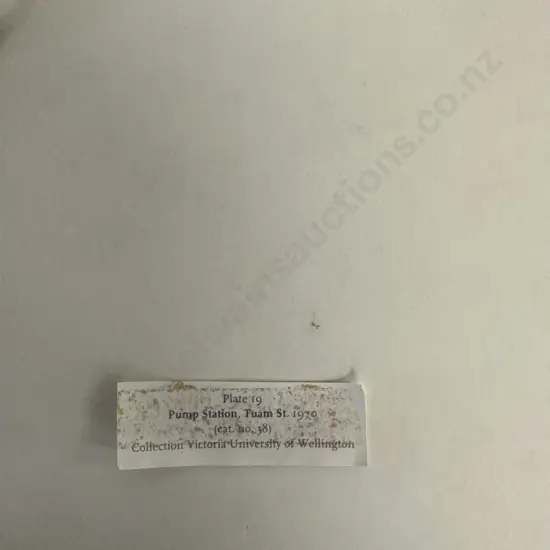 Plate 19
Pump Station, Tuam St. 1970
(cat. no. 38)
Collection Victoria University of Wellington